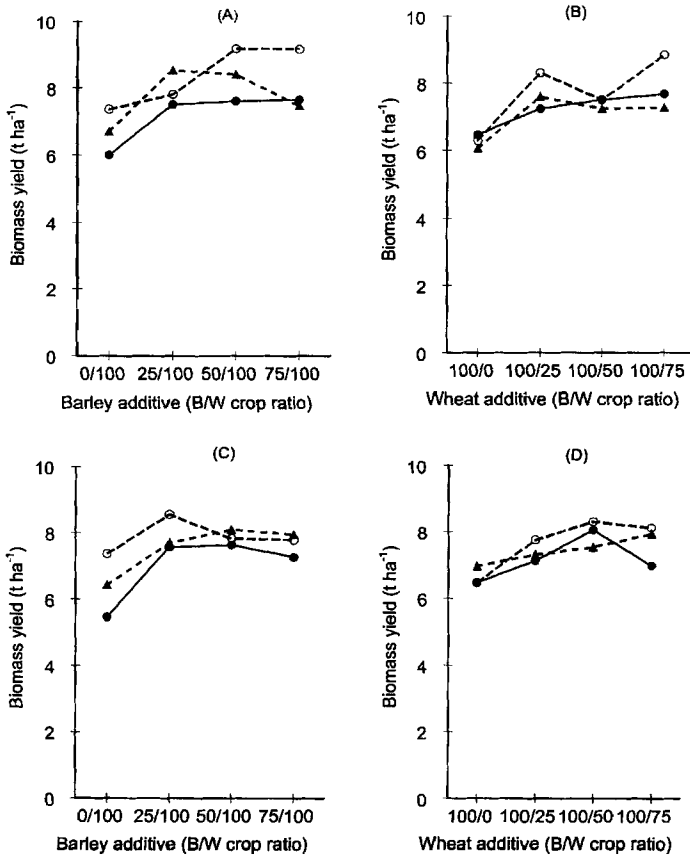 (A)
10
8
6
4
2
0
Biomass yield (t ha⁻¹)
0/100 25/100 50/100 75/100
Barley additive (B/W crop ratio)
(B)
10
8
6
4
2
0
Biomass yield (t ha⁻¹)
100/0 100/25 100/50 100/75
Wheat additive (B/W crop ratio)
(C)
10
8
6
4
2
0
Biomass yield (t ha⁻¹)
0/100 25/100 50/100 75/100
Barley additive (B/W crop ratio)
(D)
10
8
6
4
2
0
Biomass yield (t ha⁻¹)
100/0 100/25 100/50 100/75
Wheat additive (B/W crop ratio)